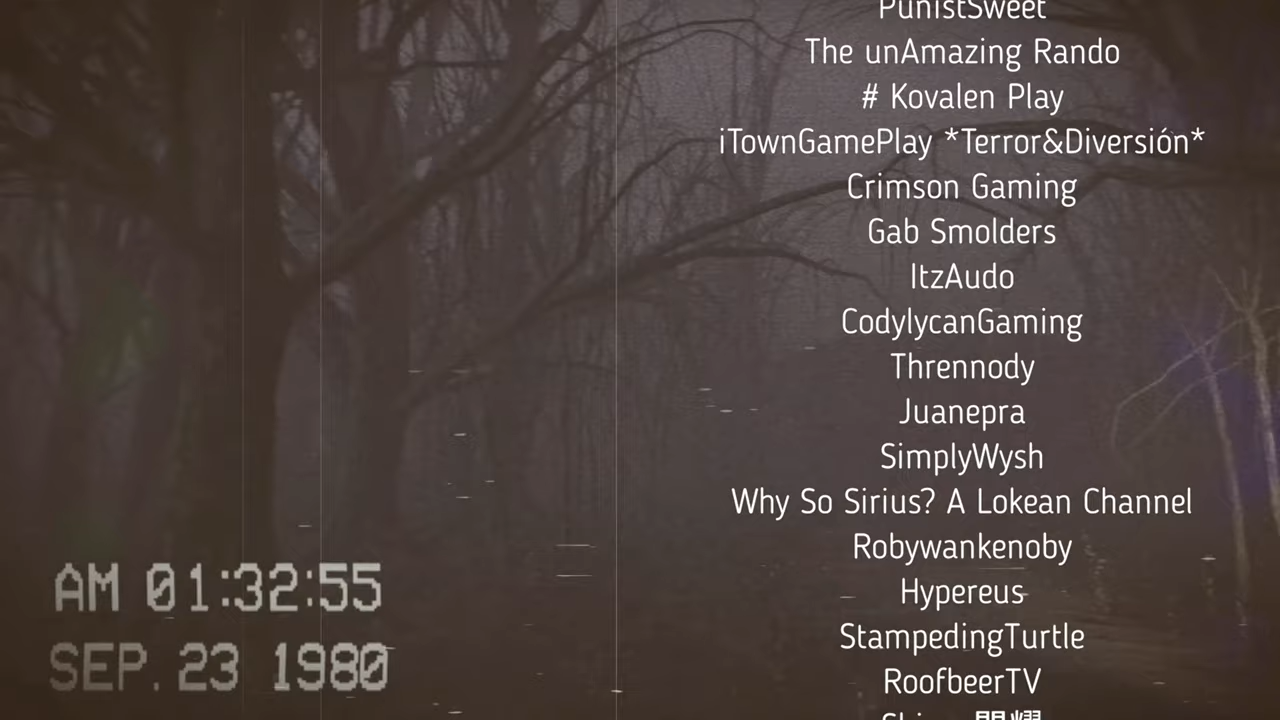 PunistSweet
The unAmazing Rando
# Kovalen Play
iTownGamePlay *Terror&Diversión*
Crimson Gaming
Gab Smolders
ItzAudo
CodylycanGaming
Thrennody
Juanepra
SimplyWysh
Why So Sirius? A Lokean Channel
Robywankenoby
Hypereus
StampedingTurtle
RoofbeerTV
AM 01:32:55
SEP. 23 1980